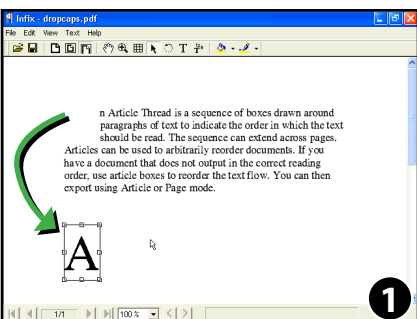 Infix - dropcaps.pdf
File Edit View Text Help
n Article Thread is a sequence of boxes drawn around
paragraphs of text to indicate the order in which the text
should be read. The sequence can extend across pages.
Articles can be used to arbitrarily reorder documents. If you
have a document that does not output in the correct reading
order, use article boxes to reorder the text flow. You can then
export using Article or Page mode.
A
1
1/1 100 %